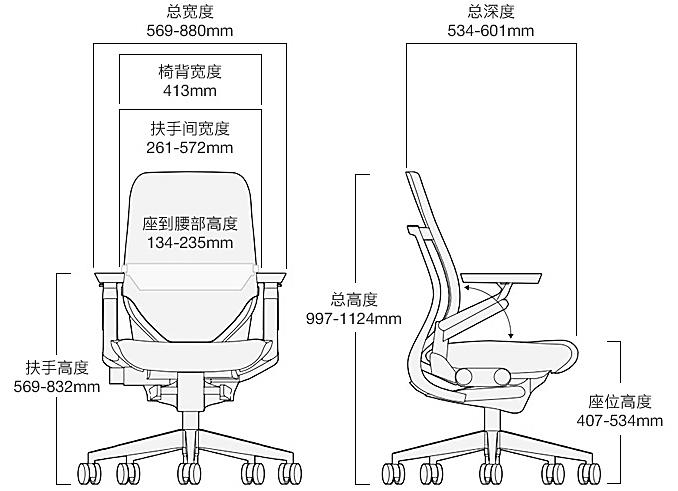 总宽度
569-880mm
总深度
534-601mm
椅背宽度
413mm
扶手间宽度
261-572mm
座到腰部高度
134-235mm
总高度
997-1124mm
扶手高度
569-832mm
座位高度
407-534mm